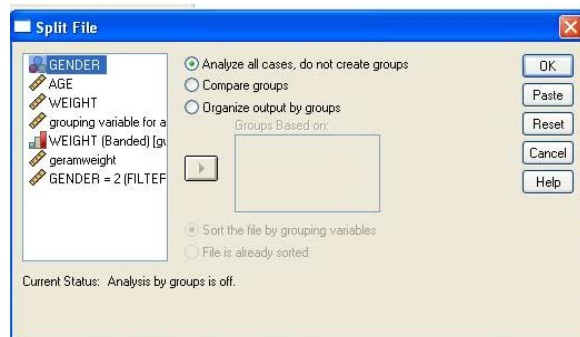 Split File
GENDER
AGE
WEIGHT
grouping variable for a
WEIGHT (Banded) [gı
geramweight
GENDER = 2 (FILTEF
Analyze all cases, do not create groups
Compare groups
Organize output by groups
Groups Based on:
Sort the file by grouping variables
File is already sorted
OK
Paste
Reset
Cancel
Help
Current Status: Analysis by groups is off.